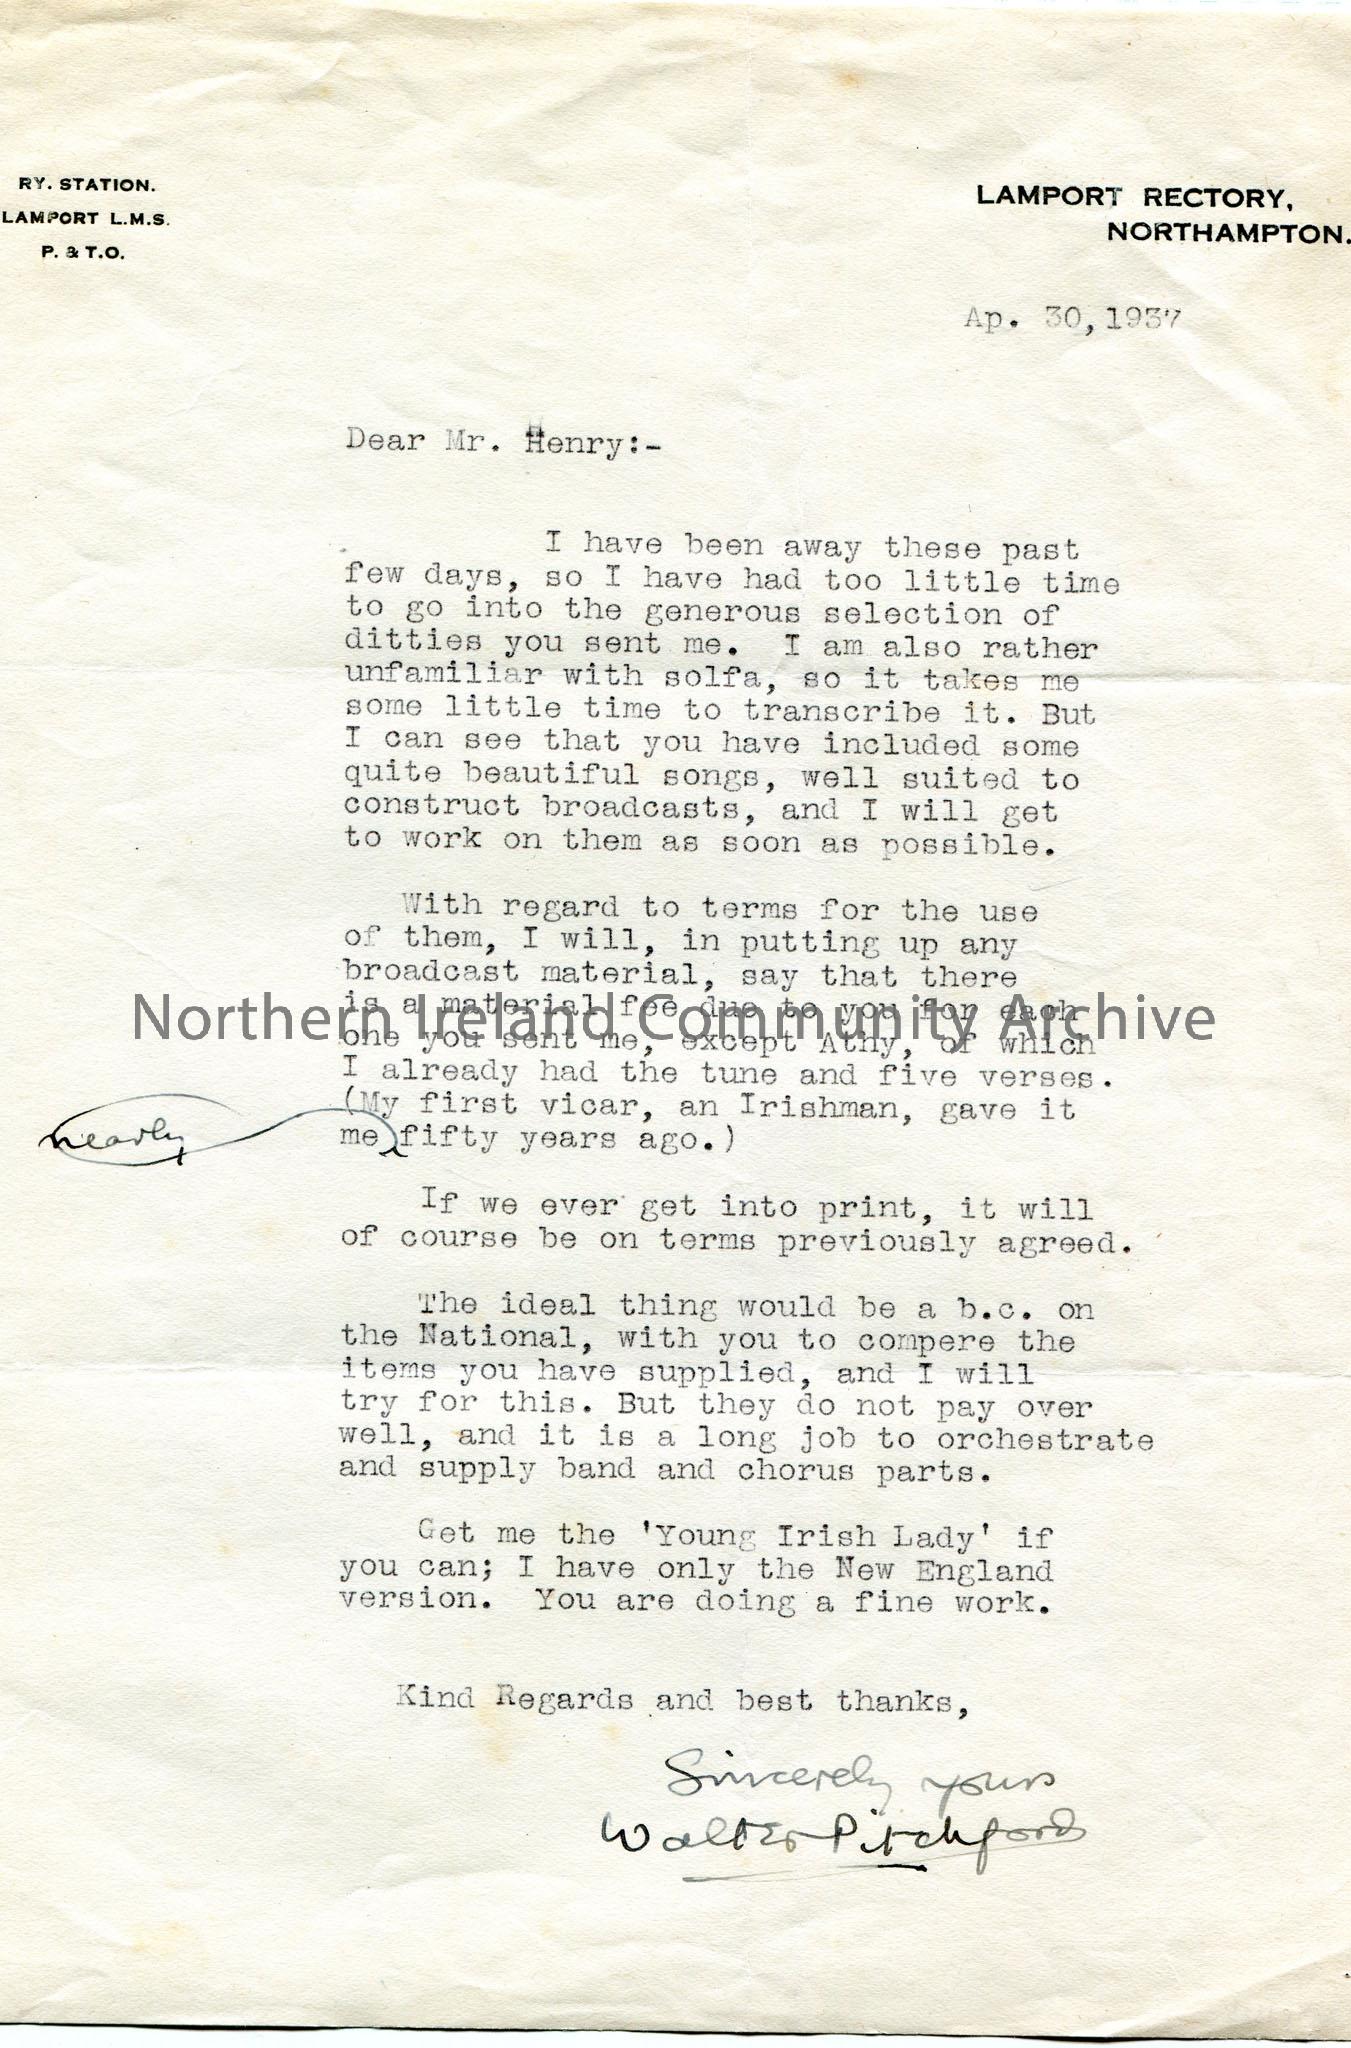 RY. STATION.
LAMPORT L.M.S.
P. & T.O.
LAMPORT RECTORY,
NORTHAMPTON.
Ap. 30, 1937
Dear Mr. Henry:-
I have been away these past
few days, so I have had too little time
to go into the generous selection of
ditties you sent me. I am also rather
unfamiliar with solfa, so it takes me
some little time to transcribe it. But
I can see that you have included some
quite beautiful songs, well suited to
construct broadcasts, and I will get
to work on them as soon as possible.
With regard to terms for the use
of them, I will, in putting up any
broadcast material, say that there
is a material fee due to you for each
one you sent me, except Athy, of which
I already had the tune and five verses.
(My first vicar, an Irishman, gave it
me nearly fifty years ago.)
If we ever get into print, it will
of course be on terms previously agreed.
The ideal thing would be a b.c. on
the National, with you to compere the
items you have supplied, and I will
try for this. But they do not pay over
well, and it is a long job to orchestrate
and supply band and chorus parts.
Get me the 'Young Irish Lady' if
you can; I have only the New England
version. You are doing a fine work.
Kind Regards and best thanks,
Sincerely yours
Walter Pitchford
Northern Ireland Community Archive